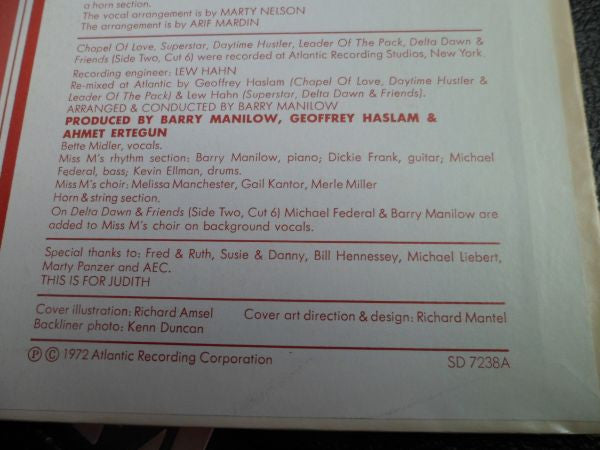 a horn section.
The vocal arrangement is by MARTY NELSON
The arrangement is by ARIF MARDIN
Chapel Of Love, Superstar, Daytime Hustler, Leader Of The Pack, Delta Dawn &
Friends (Side Two, Cut 6) were recorded at Atlantic Recording Studios, New York.
Recording engineer: LEW HAHN
Re-mixed at Atlantic by Geoffrey Haslam (Chapel Of Love, Daytime Hustler &
Leader Of The Pack) & Lew Hahn (Superstar, Delta Dawn & Friends).
ARRANGED & CONDUCTED BY BARRY MANILOW
PRODUCED BY BARRY MANILOW, GEOFFREY HASLAM &
AHMET ERTEGUN
Bette Midler, vocals.
Miss M's rhythm section: Barry Manilow, piano; Dickie Frank, guitar; Michael
Federal, bass; Kevin Ellman, drums.
Miss M's choir: Melissa Manchester, Gail Kantor, Merle Miller
Horn & string section.
On Delta Dawn & Friends (Side Two, Cut 6) Michael Federal & Barry Manilow are
added to Miss M's choir on background vocals.
Special thanks to: Fred & Ruth, Susie & Danny, Bill Hennessey, Michael Liebert,
Marty Panzer and AEC.
THIS IS FOR JUDITH
Cover illustration: Richard Amsel Cover art direction & design: Richard Mantel
Backliner photo: Kenn Duncan
Ⓟ © 1972 Atlantic Recording Corporation SD 7238A